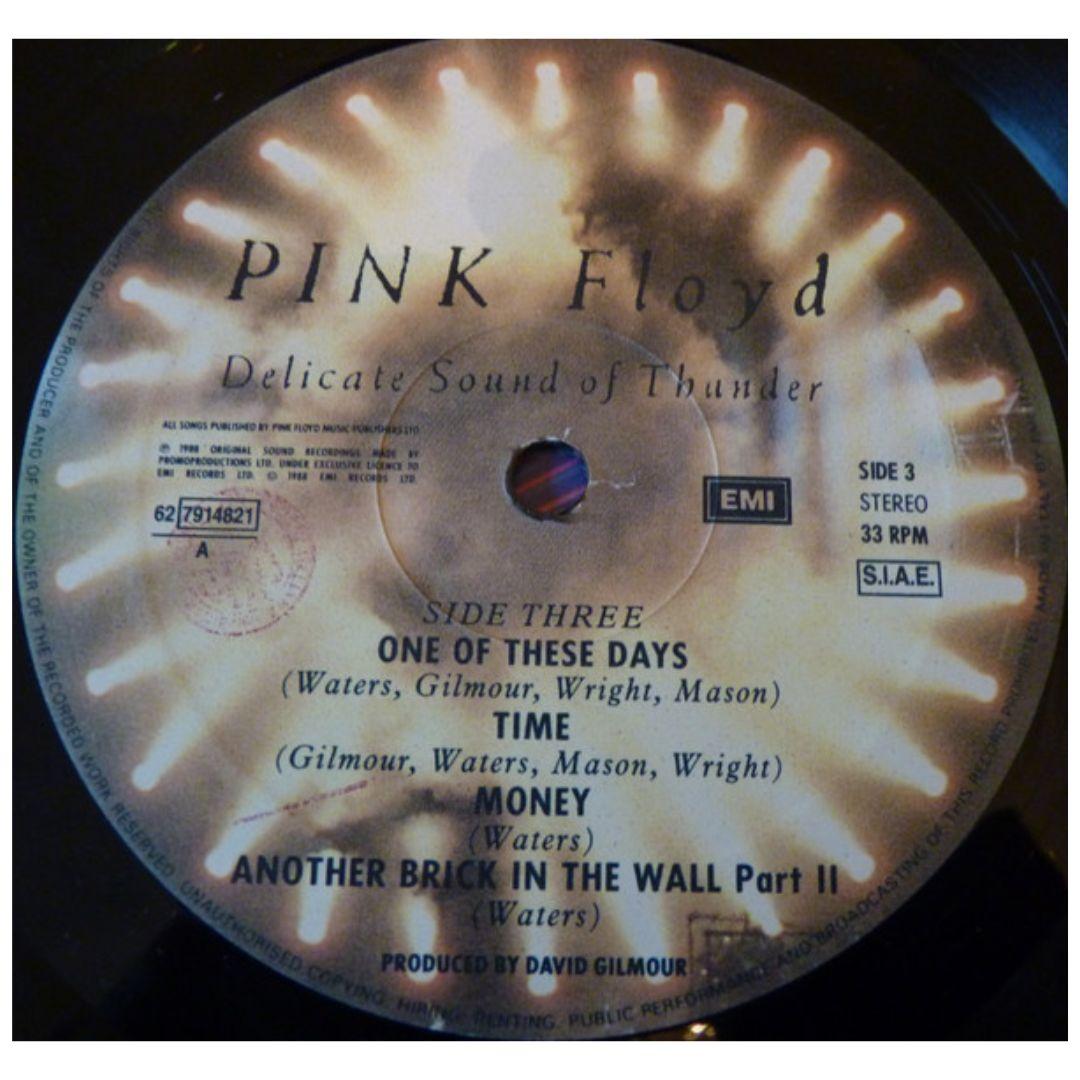 PINK Floyd
Delicate Sound of Thunder
ALL SONGS PUBLISHED BY PINK FLOYD MUSIC PUBLISHERS LTD.
℗ 1988 ORIGINAL SOUND RECORDINGS MADE BY
PROMOPRODUCTIONS LTD. UNDER EXCLUSIVE LICENCE TO
EMI RECORDS LTD. © 1988 EMI RECORDS LTD.
62 7914821
A
EMI
SIDE 3
STEREO
33 RPM
S.I.A.E.
SIDE THREE
ONE OF THESE DAYS
(Waters, Gilmour, Wright, Mason)
TIME
(Gilmour, Waters, Mason, Wright)
MONEY
(Waters)
ANOTHER BRICK IN THE WALL Part II
(Waters)
PRODUCED BY DAVID GILMOUR
OF THE PRODUCER AND OF THE OWNER OF THE RECORDED WORK RESERVED. UNAUTHORISED COPYING, HIRING, RENTING, PUBLIC PERFORMANCE AND BROADCASTING OF THIS RECORD PROHIBITED. MADE IN ITALY BY